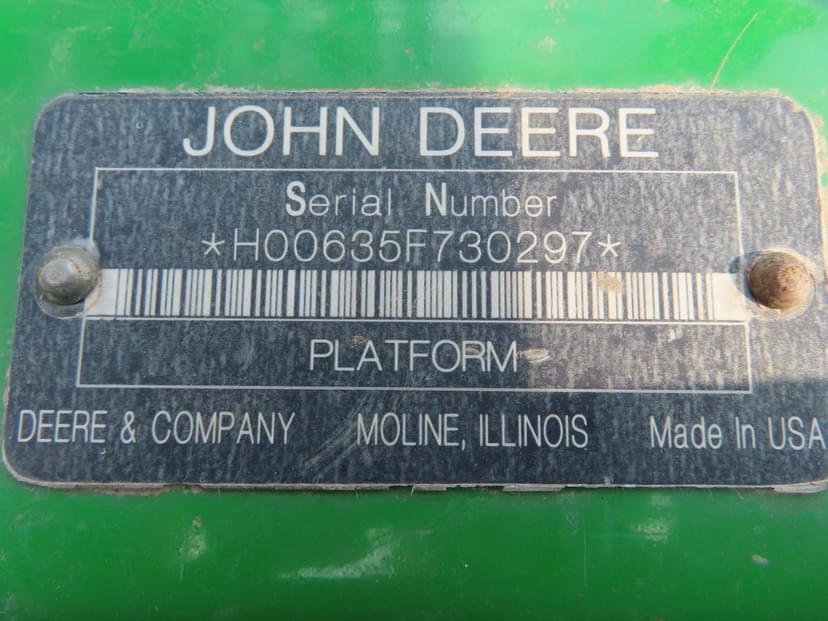 JOHN DEERE
Serial Number
*H00635F730297*
PLATFORM
DEERE & COMPANY MOLINE, ILLINOIS Made In USA